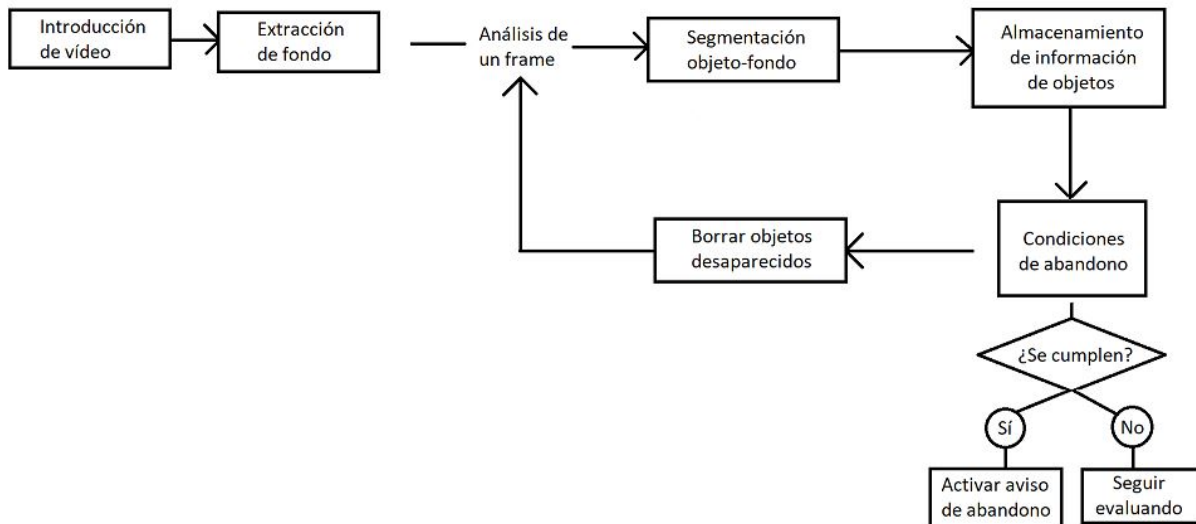 Introducción
de vídeo
Extracción
de fondo
Análisis de
un frame
Segmentación
objeto-fondo
Almacenamiento
de información
de objetos
Condiciones
de abandono
Borrar objetos
desaparecidos
¿Se cumplen?
Sí
No
Activar aviso
de abandono
Seguir
evaluando